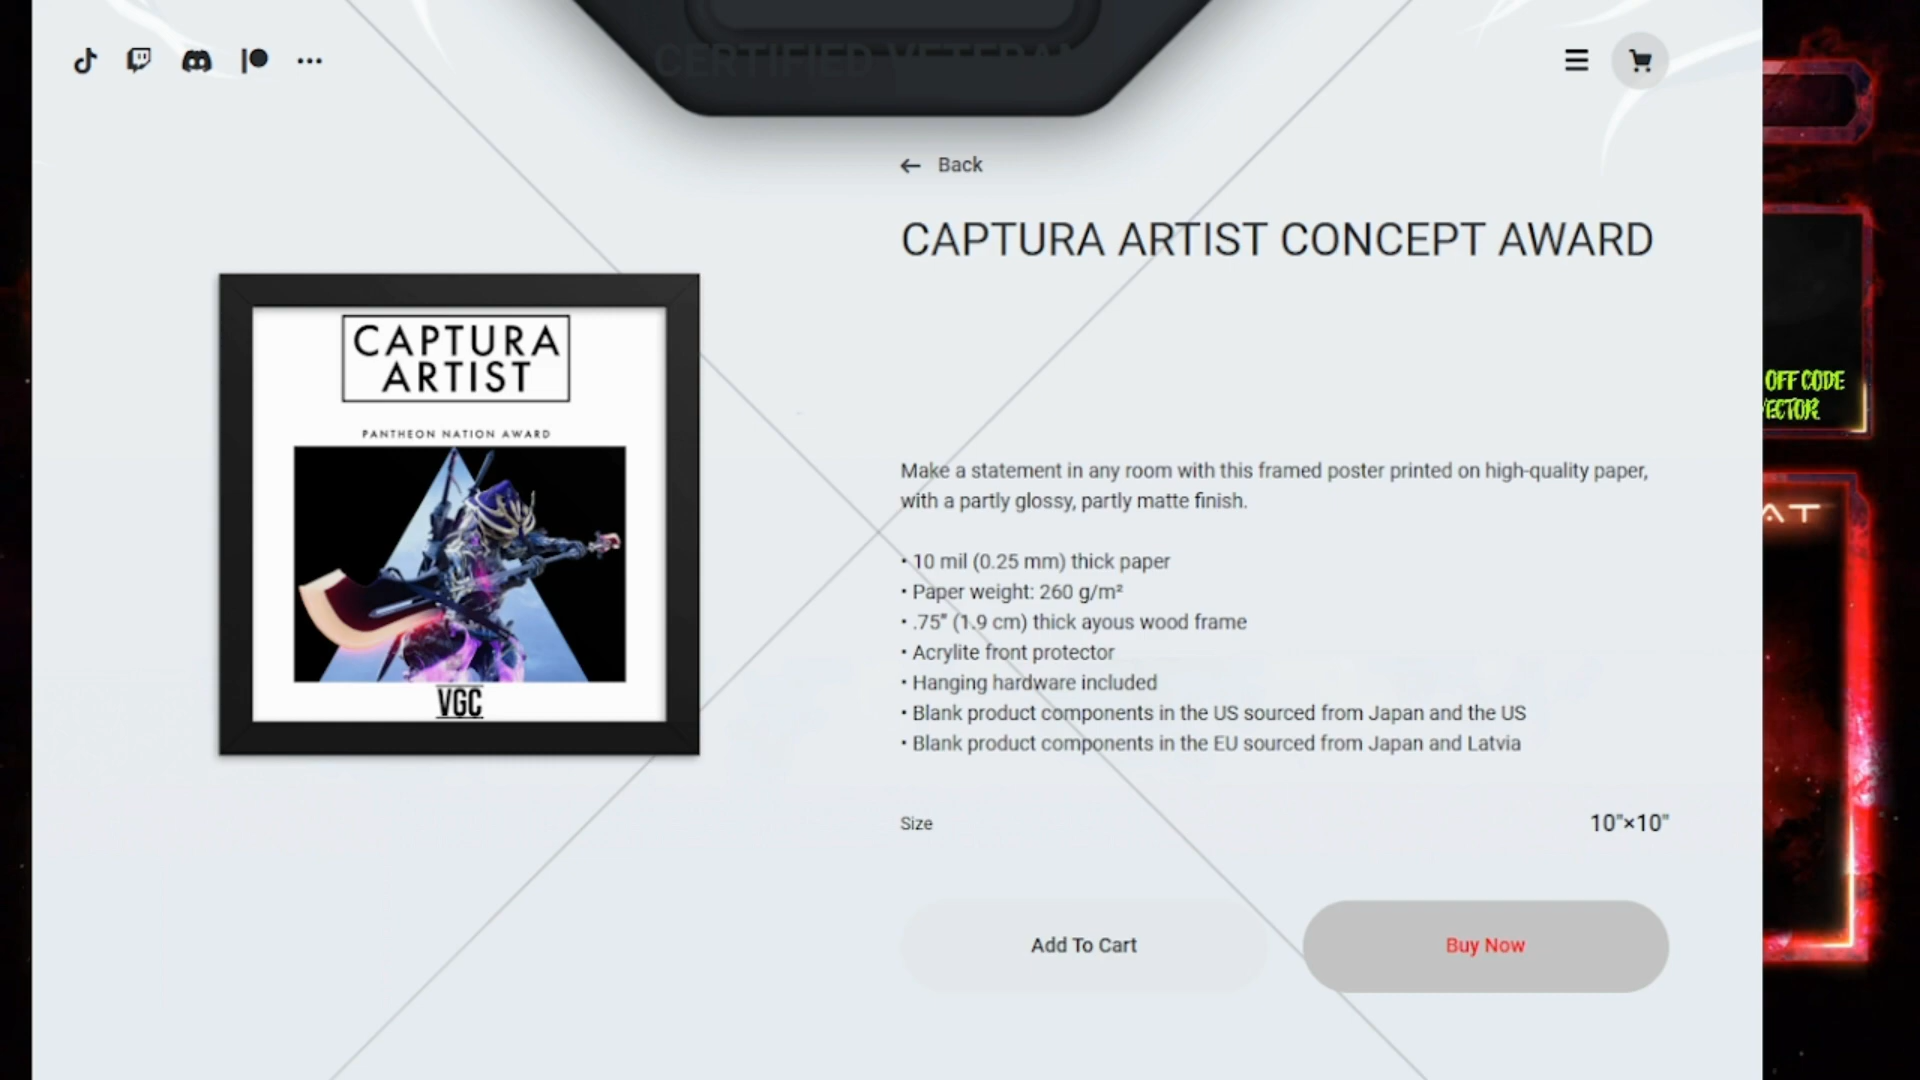 CERTIFIED VETERAN
Back
CAPTURA ARTIST CONCEPT AWARD
CAPTURA
ARTIST
PANTHEON NATION AWARD
VGC
Make a statement in any room with this framed poster printed on high-quality paper,
with a partly glossy, partly matte finish.
• 10 mil (0.25 mm) thick paper
• Paper weight: 260 g/m²
• .75″ (1.9 cm) thick ayous wood frame
• Acrylite front protector
• Hanging hardware included
• Blank product components in the US sourced from Japan and the US
• Blank product components in the EU sourced from Japan and Latvia
Size
10″×10″
Add To Cart
Buy Now
OFF CODE
VECTOR
AT